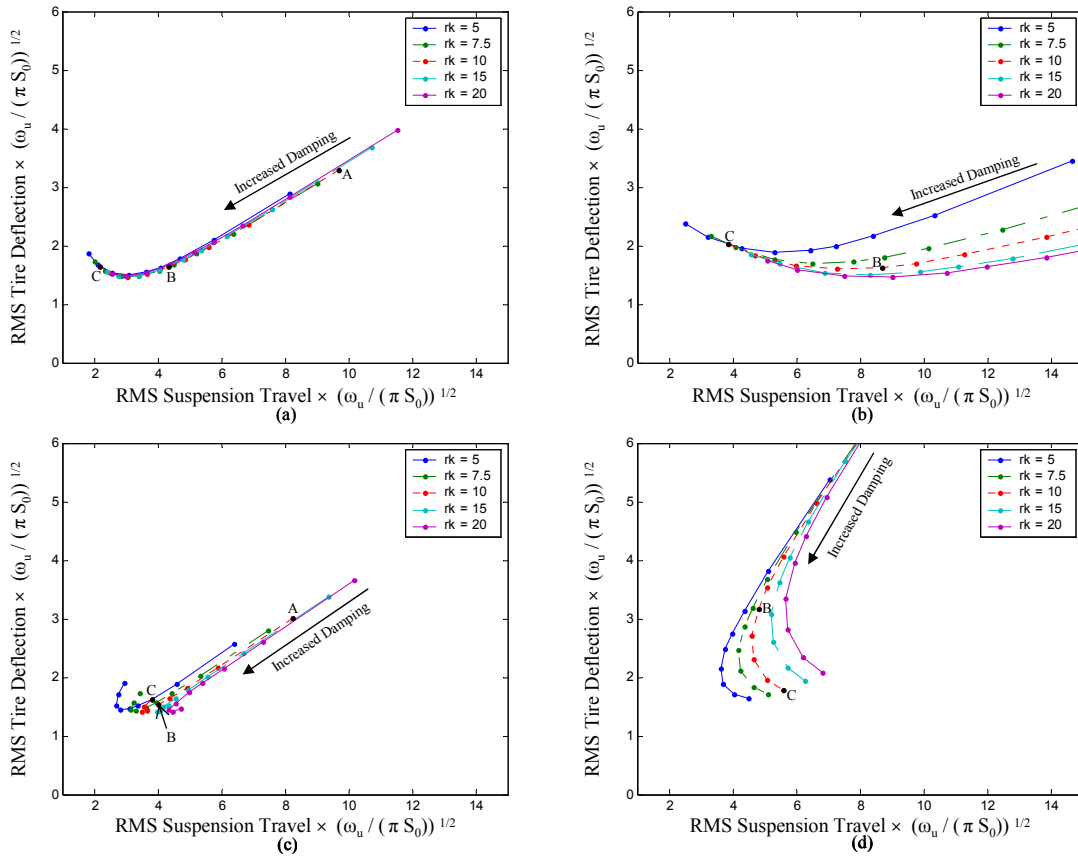 RMS Tire Deflection × (ω_u / ( π S_0)) ^1/2
6
5
4
3
2
1
0
rk = 5
rk = 7.5
rk = 10
rk = 15
rk = 20
Increased Damping
A
B
C
2
4
6
8
10
12
14
RMS Suspension Travel × (ω_u / ( π S_0)) ^1/2
(a)
RMS Tire Deflection × (ω_u / ( π S_0)) ^1/2
6
5
4
3
2
1
0
rk = 5
rk = 7.5
rk = 10
rk = 15
rk = 20
Increased Damping
C
B
2
4
6
8
10
12
14
RMS Suspension Travel × (ω_u / ( π S_0)) ^1/2
(b)
RMS Tire Deflection × (ω_u / ( π S_0)) ^1/2
6
5
4
3
2
1
0
rk = 5
rk = 7.5
rk = 10
rk = 15
rk = 20
A
Increased Damping
C
B
2
4
6
8
10
12
14
RMS Suspension Travel × (ω_u / ( π S_0)) ^1/2
(c)
RMS Tire Deflection × (ω_u / ( π S_0)) ^1/2
6
5
4
3
2
1
0
rk = 5
rk = 7.5
rk = 10
rk = 15
rk = 20
Increased Damping
B
C
2
4
6
8
10
12
14
RMS Suspension Travel × (ω_u / ( π S_0)) ^1/2
(d)